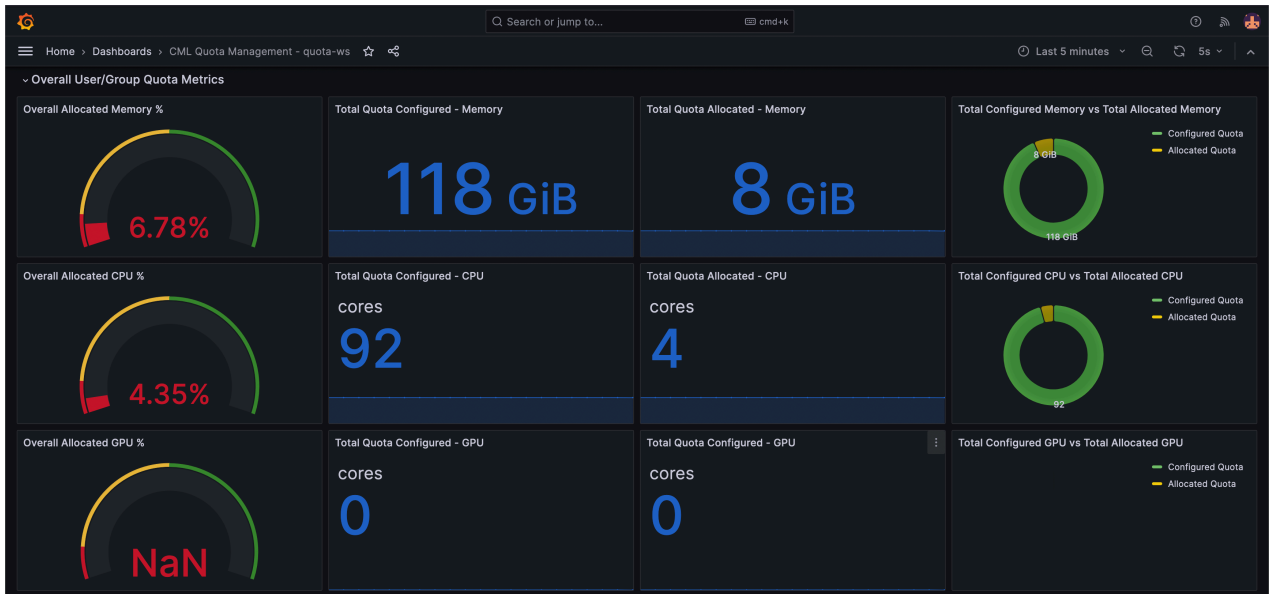 Search or jump to... cmd+k
Home › Dashboards › CML Quota Management - quota-ws
Last 5 minutes 5s
Overall User/Group Quota Metrics
Overall Allocated Memory %
6.78%
Total Quota Configured - Memory
118 GiB
Total Quota Allocated - Memory
8 GiB
Total Configured Memory vs Total Allocated Memory
Configured Quota
Allocated Quota
8 GiB
118 GiB
Overall Allocated CPU %
4.35%
Total Quota Configured - CPU
cores
92
Total Quota Allocated - CPU
cores
4
Total Configured CPU vs Total Allocated CPU
Configured Quota
Allocated Quota
92
Overall Allocated GPU %
NaN
Total Quota Configured - GPU
cores
0
Total Quota Configured - GPU
cores
0
Total Configured GPU vs Total Allocated GPU
Configured Quota
Allocated Quota